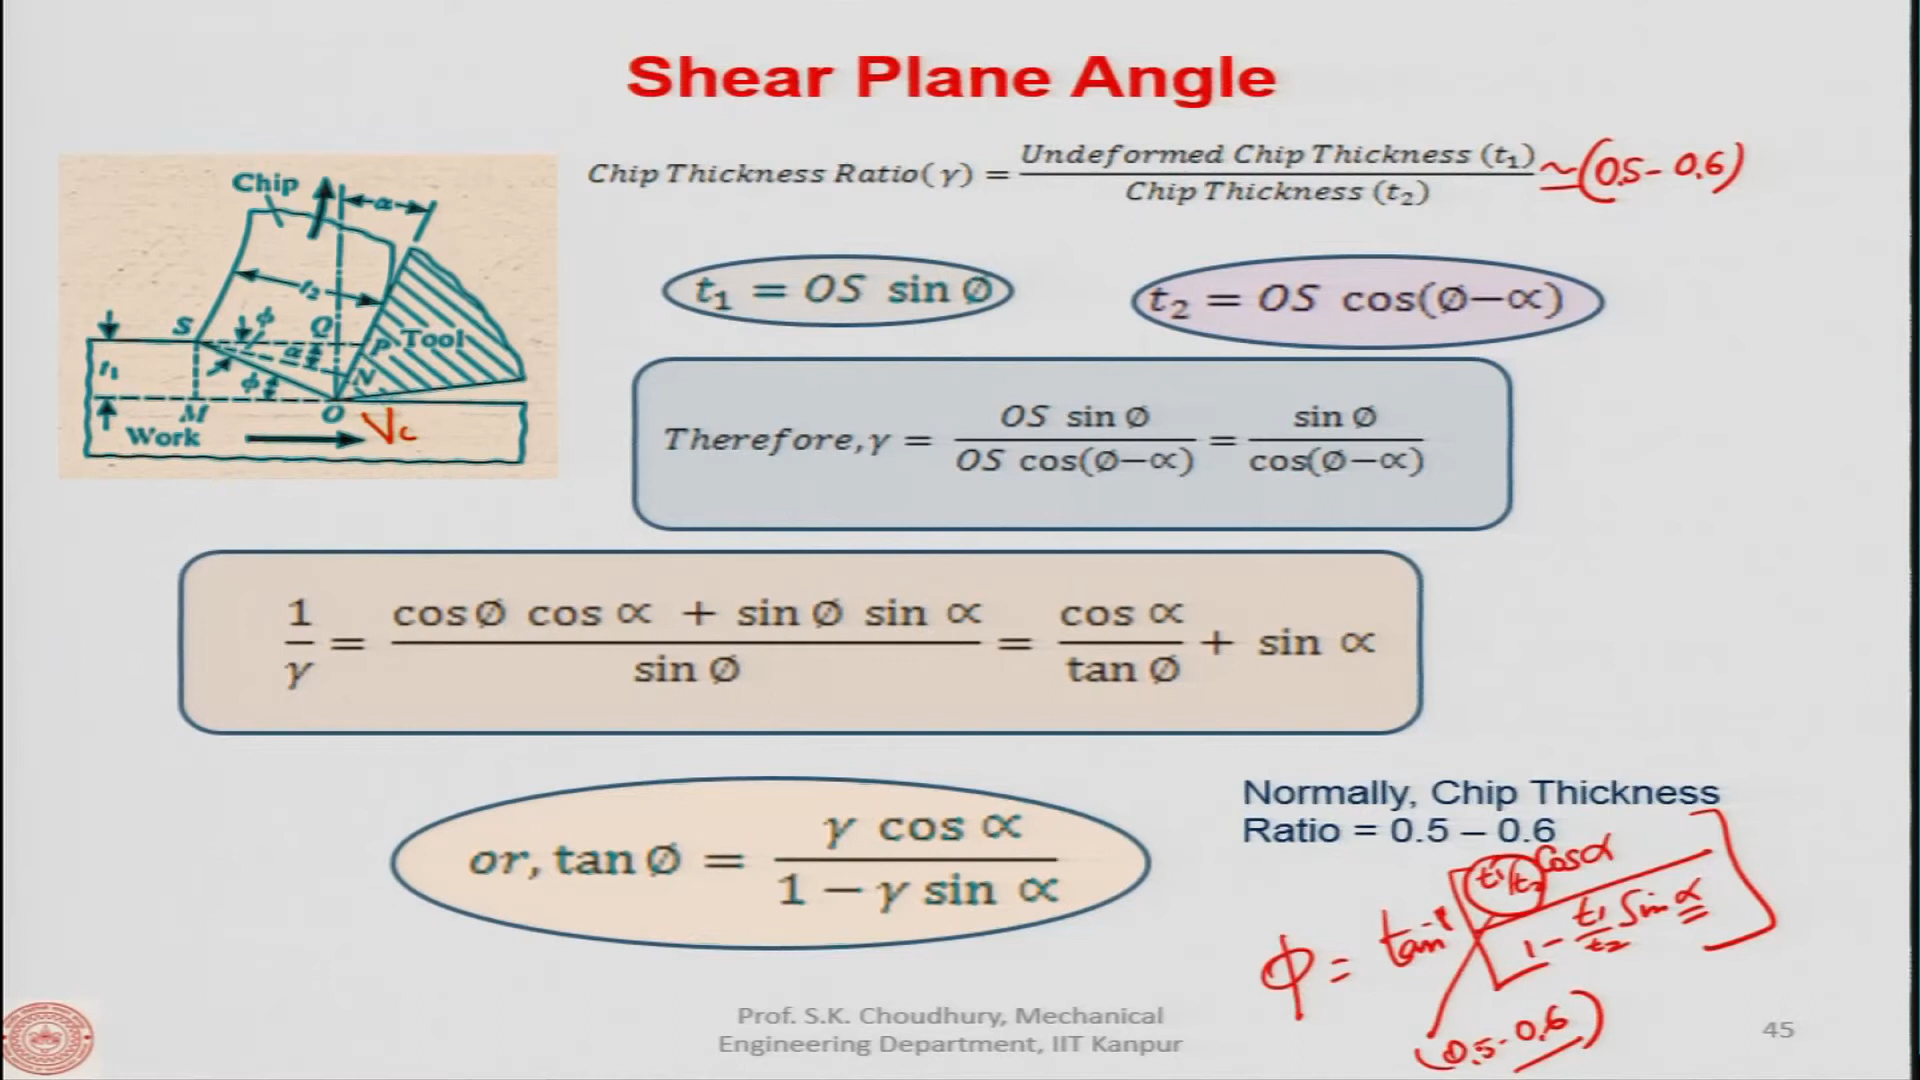 Shear Plane Angle
Chip Thickness Ratio(γ) = Undeformed Chip Thickness (t₁) / Chip Thickness (t₂) ~ (0.5 - 0.6)
Chip
α
t₂
S
φ
Q
α
P
Tool
t₁
φ
N
M
O
Vc
Work
t₁ = OS sin Ø
t₂ = OS cos(Ø−∝)
Therefore, γ = OS sin Ø / OS cos(Ø−∝) = sin Ø / cos(Ø−∝)
1/γ = cos Ø cos ∝ + sin Ø sin ∝ / sin Ø = cos ∝ / tan Ø + sin ∝
or, tan Ø = γ cos ∝ / 1 − γ sin ∝
Normally, Chip Thickness
Ratio = 0.5 – 0.6
φ = tan⁻¹ [ t₁/t₂ cos α / 1 - t₁/t₂ Sin α ]
(0.5 - 0.6)
Prof. S.K. Choudhury, Mechanical
Engineering Department, IIT Kanpur
45